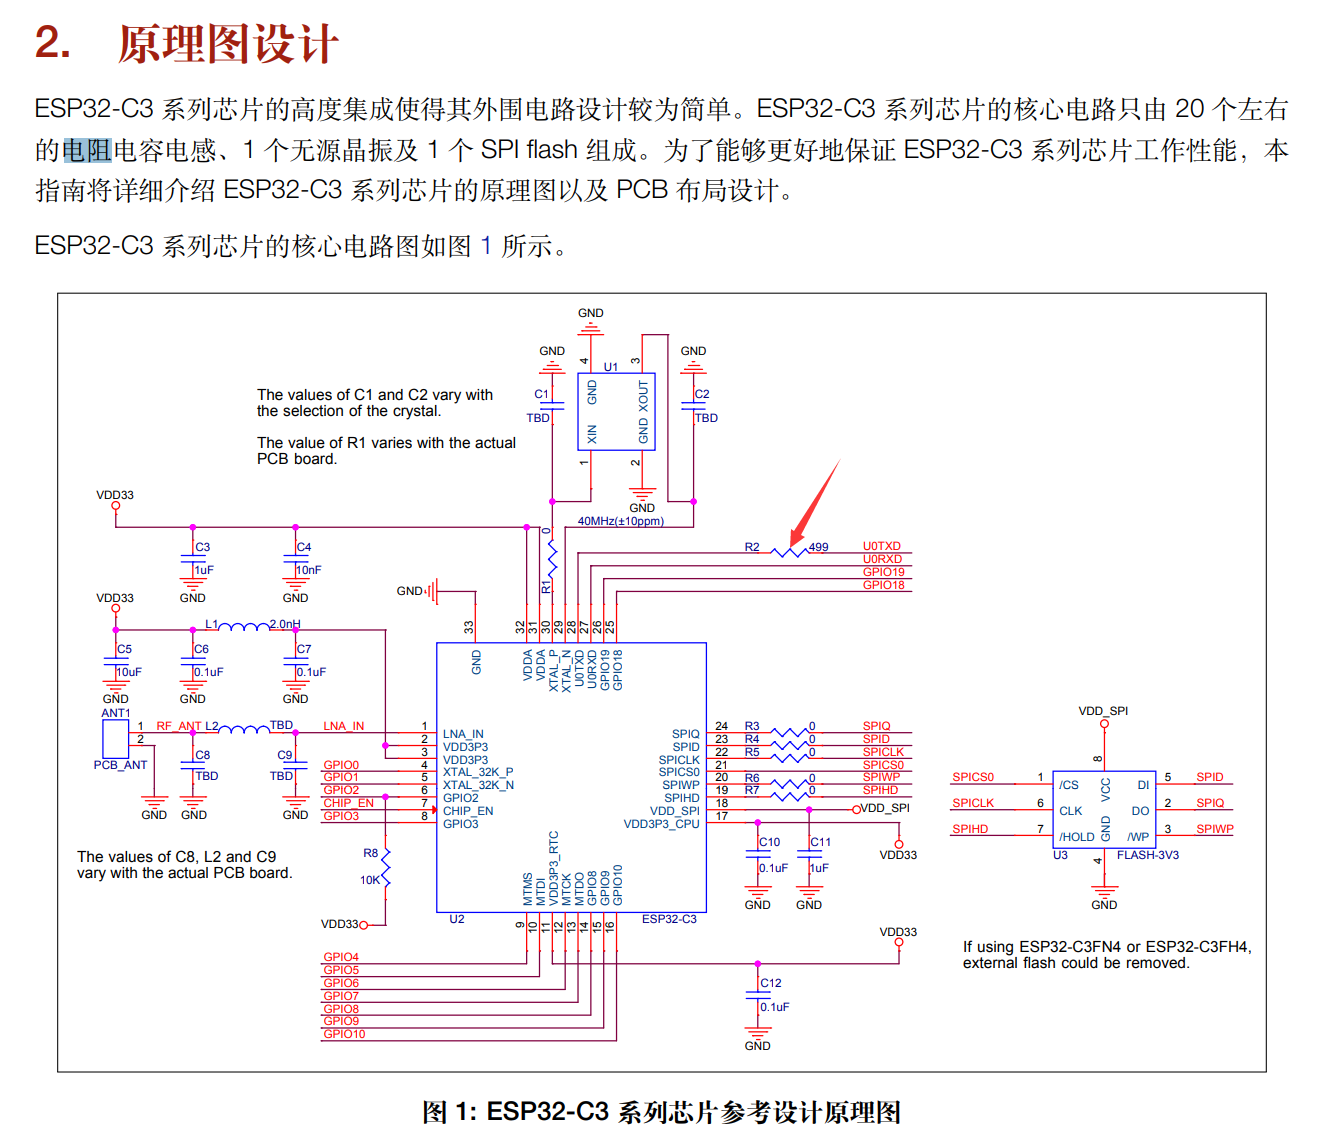 2. 原理图设计
ESP32-C3 系列芯片的高度集成使得其外围电路设计较为简单。ESP32-C3 系列芯片的核心电路只由 20 个左右
的电阻电容电感、1 个无源晶振及 1 个 SPI flash 组成。为了能够更好地保证 ESP32-C3 系列芯片工作性能，本
指南将详细介绍 ESP32-C3 系列芯片的原理图以及 PCB 布局设计。
ESP32-C3 系列芯片的核心电路图如图 1 所示。
GND
GND
GND
4
3
U1
C1
TBD
GND XOUT
XIN GND
C2
TBD
1
2
GND
The values of C1 and C2 vary with
the selection of the crystal.
The value of R1 varies with the actual
PCB board.
40MHz(±10ppm)
VDD33
C3
1uF
GND
C4
10nF
GND
0
R1
R2 499 U0TXD
U0RXD
GPIO19
GPIO18
GND
VDD33
L1 2.0nH
C5
10uF
GND
C6
0.1uF
GND
C7
0.1uF
GND
33 32 31 30 29 28 27 26 25
GND VDDA VDDA XTAL_P XTAL_N U0TXD U0RXD GPIO19 GPIO18
ANT1
1
2
PCB_ANT
RF_ANT L2 TBD LNA_IN
C8
TBD
C9
TBD
GND
GND
GND
1 LNA_IN
2 VDD3P3
3 VDD3P3
GPIO0 4 XTAL_32K_P
GPIO1 5 XTAL_32K_N
GPIO2 6 GPIO2
CHIP_EN 7 CHIP_EN
GPIO3 8 GPIO3
SPIQ 24 R3 0 SPIQ
SPID 23 R4 0 SPID
SPICLK 22 R5 0 SPICLK
SPICS0 21 SPICS0
SPIWP 20 R6 0 SPIWP
SPIHD 19 R7 0 SPIHD
VDD_SPI 18 VDD_SPI
VDD3P3_CPU 17
C10
0.1uF
GND
C11
1uF
GND
VDD33
The values of C8, L2 and C9
vary with the actual PCB board.
R8
10K
VDD33
MTMS MTDI VDD3P3_RTC MTCK MTDO GPIO8 GPIO9 GPIO10
U2 ESP32-C3
9 10 11 12 13 14 15 16
GPIO4
GPIO5
GPIO6
GPIO7
GPIO8
GPIO9
GPIO10
VDD33
C12
0.1uF
GND
VDD_SPI
8
SPICS0 1 /CS VCC DI 5 SPID
SPICLK 6 CLK DO 2 SPIQ
SPIHD 7 /HOLD GND /WP 3 SPIWP
U3 4 FLASH-3V3
GND
If using ESP32-C3FN4 or ESP32-C3FH4,
external flash could be removed.
图 1: ESP32-C3 系列芯片参考设计原理图